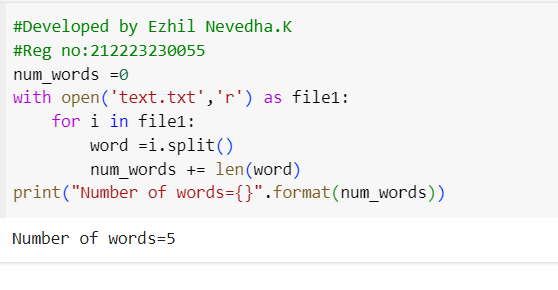 #Developed by Ezhil Nevedha.K
#Reg no:212223230055
num_words =0
with open('text.txt','r') as file1:
    for i in file1:
        word =i.split()
        num_words += len(word)
print("Number of words={}".format(num_words))
Number of words=5